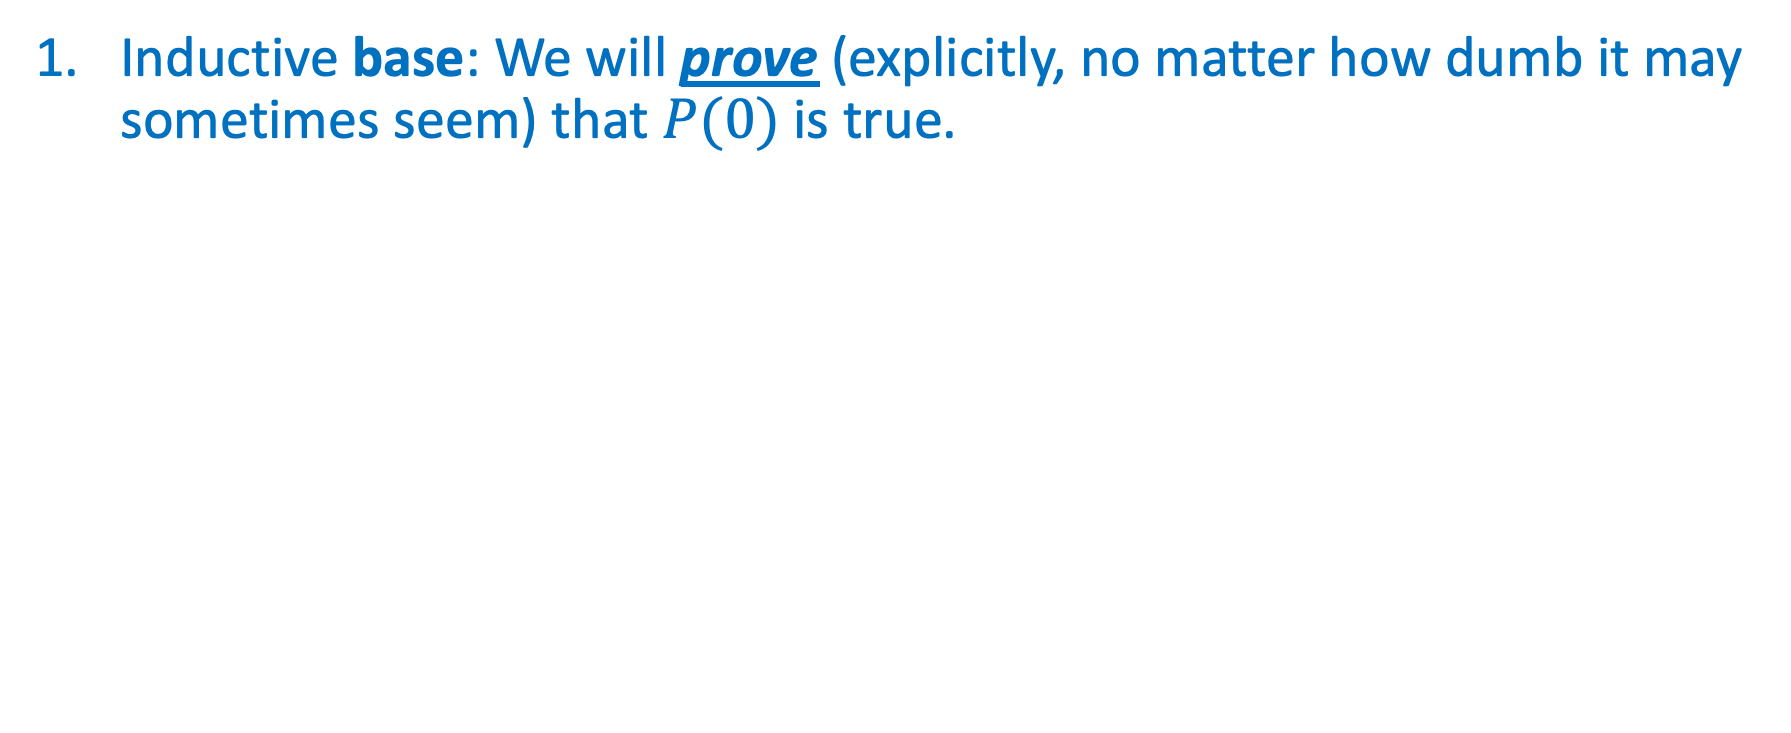 1. Inductive base: We will prove (explicitly, no matter how dumb it may
sometimes seem) that P(0) is true.